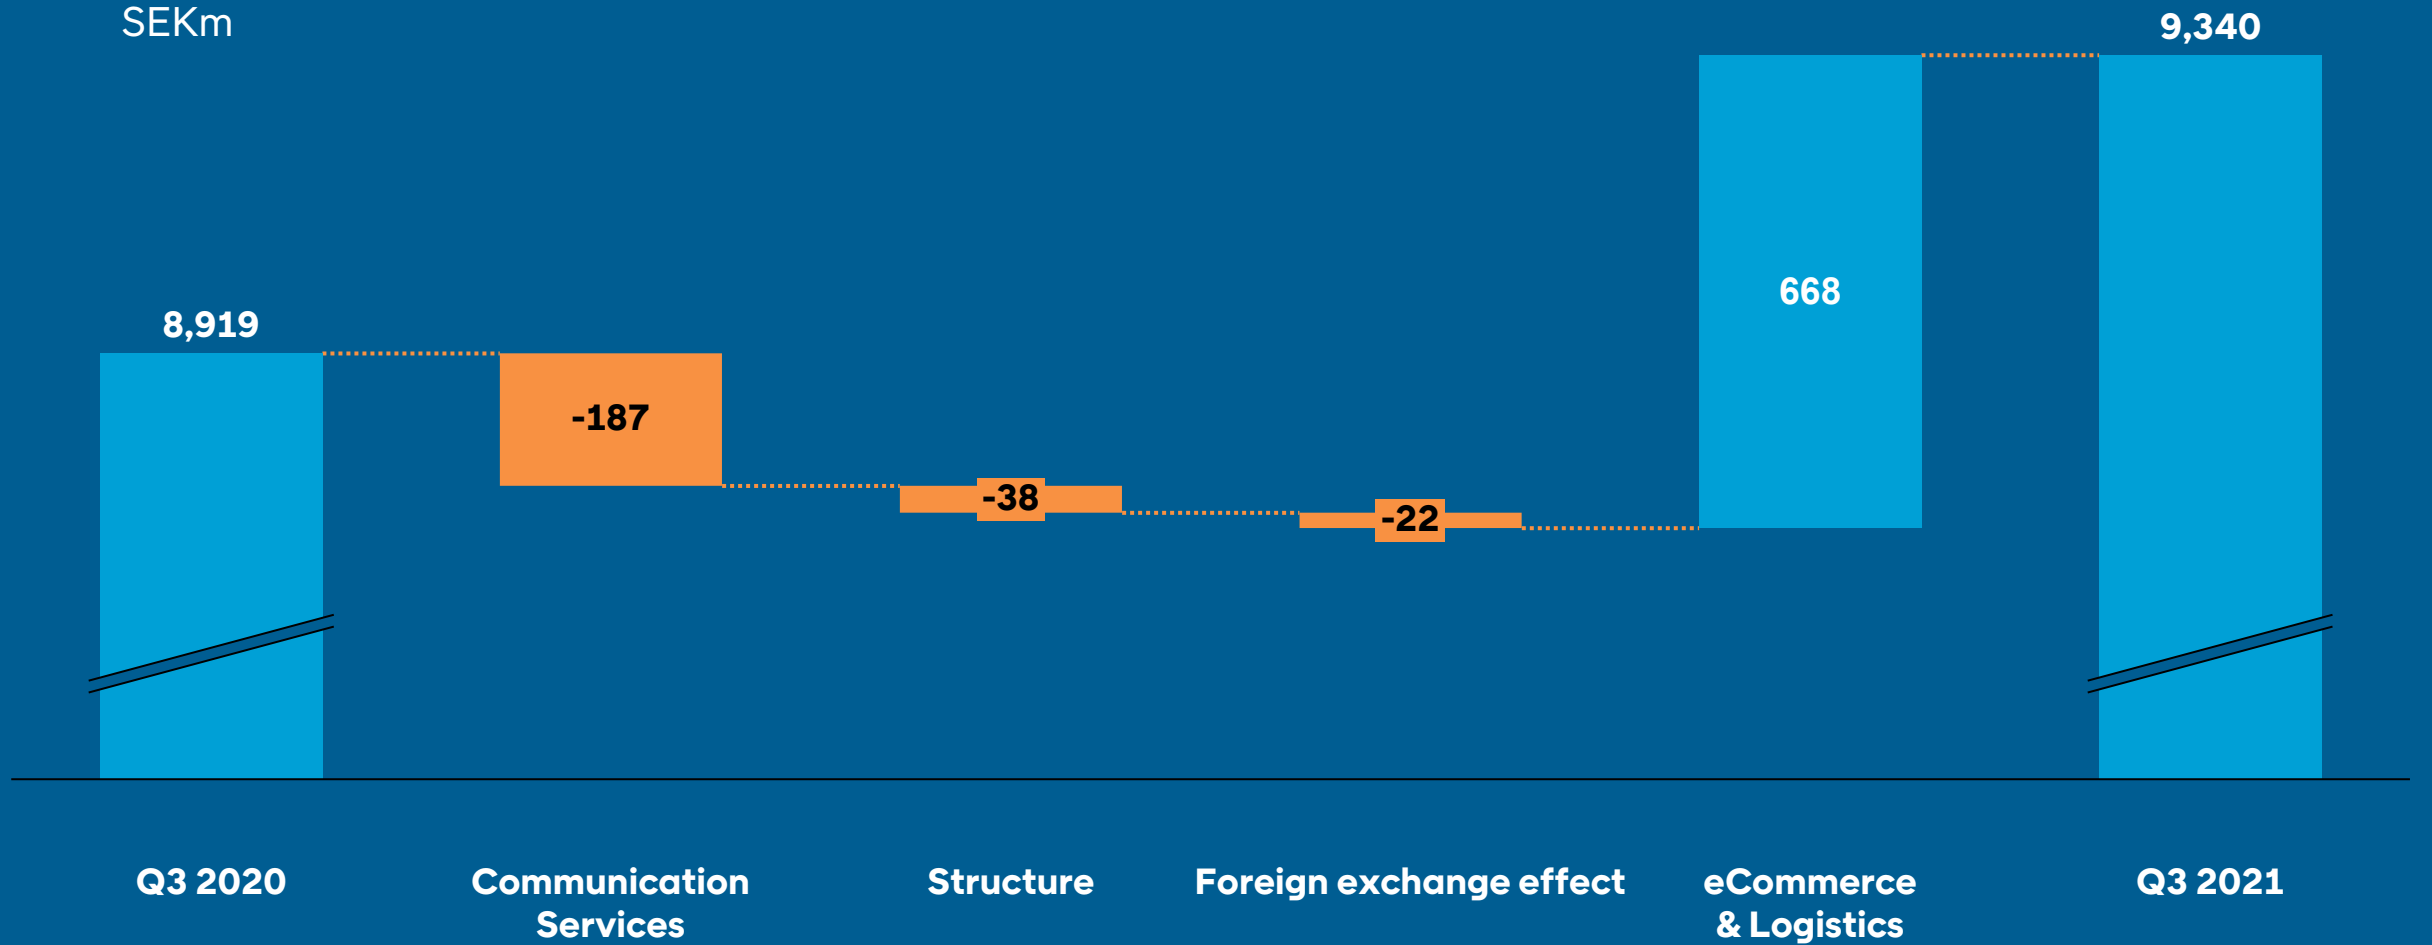 SEKm
9,340
668
8,919
-187
-38
-22
Q3 2020
Communication
Services
Structure
Foreign exchange effect
eCommerce
& Logistics
Q3 2021